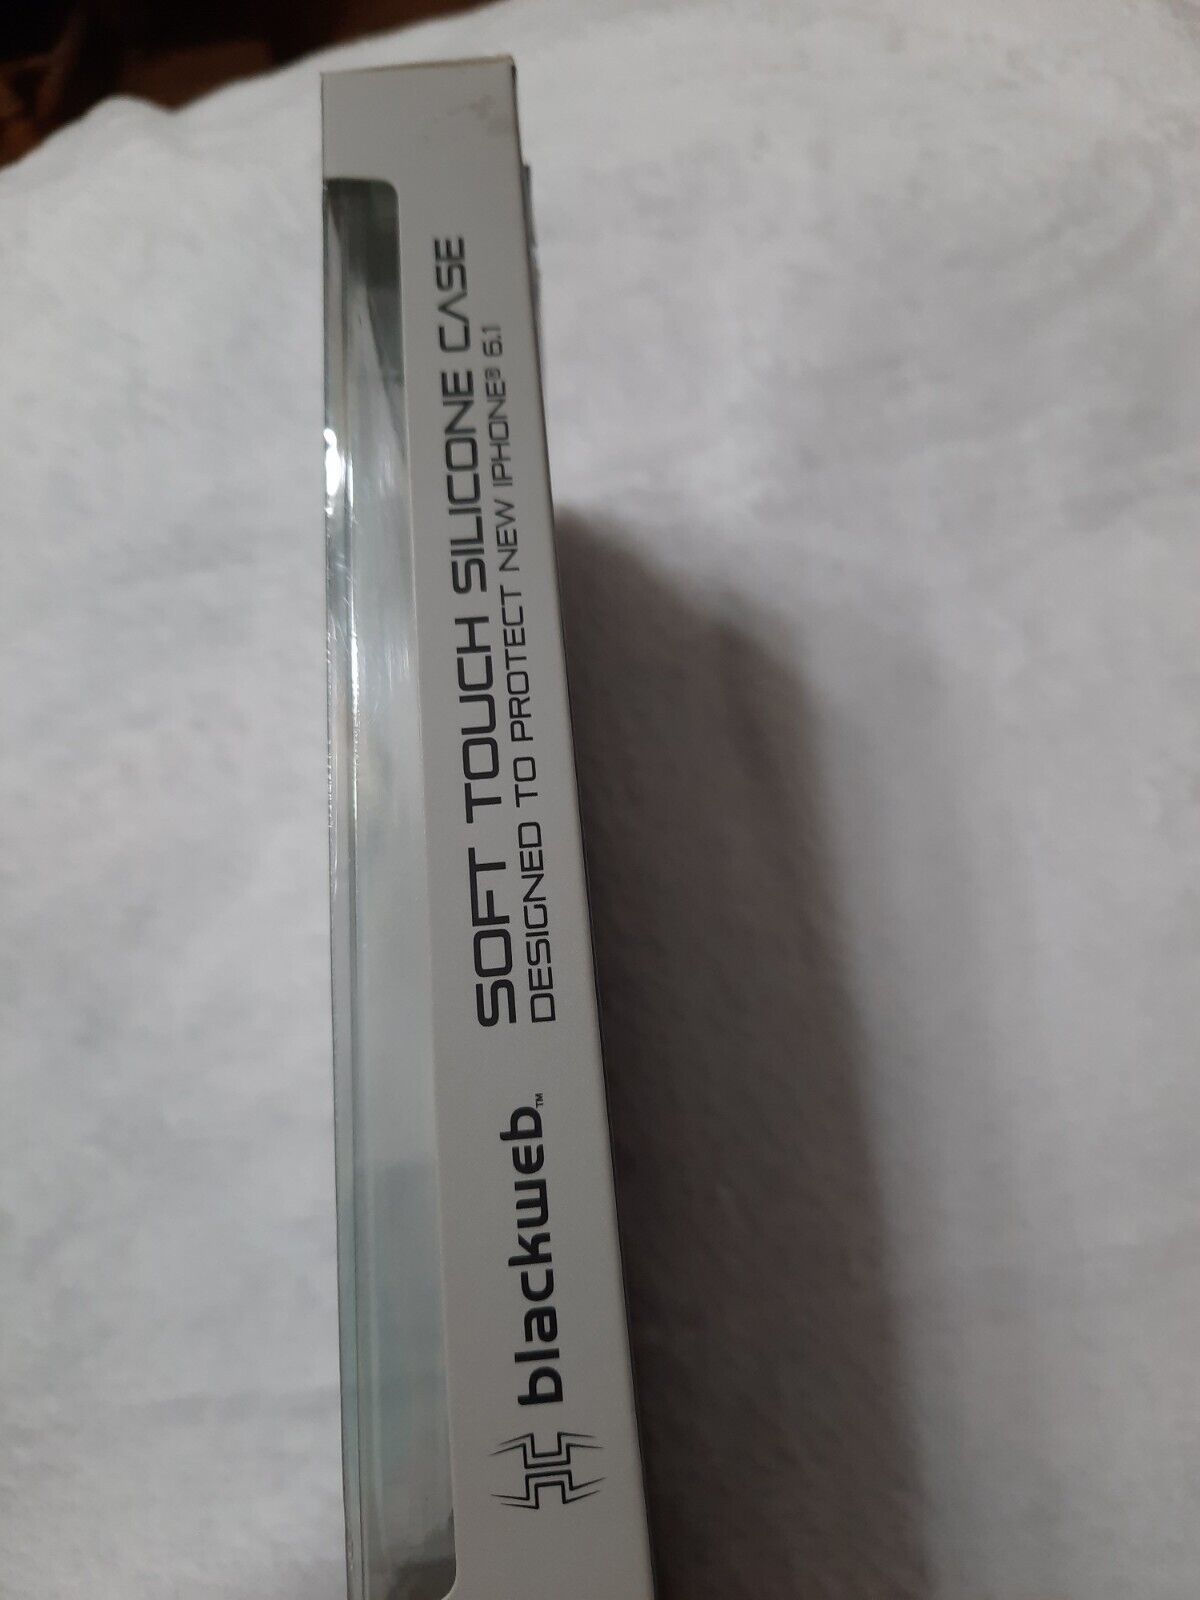 blackweb™
SOFT TOUCH SILICONE CASE
DESIGNED TO PROTECT NEW IPHONE® 6.1